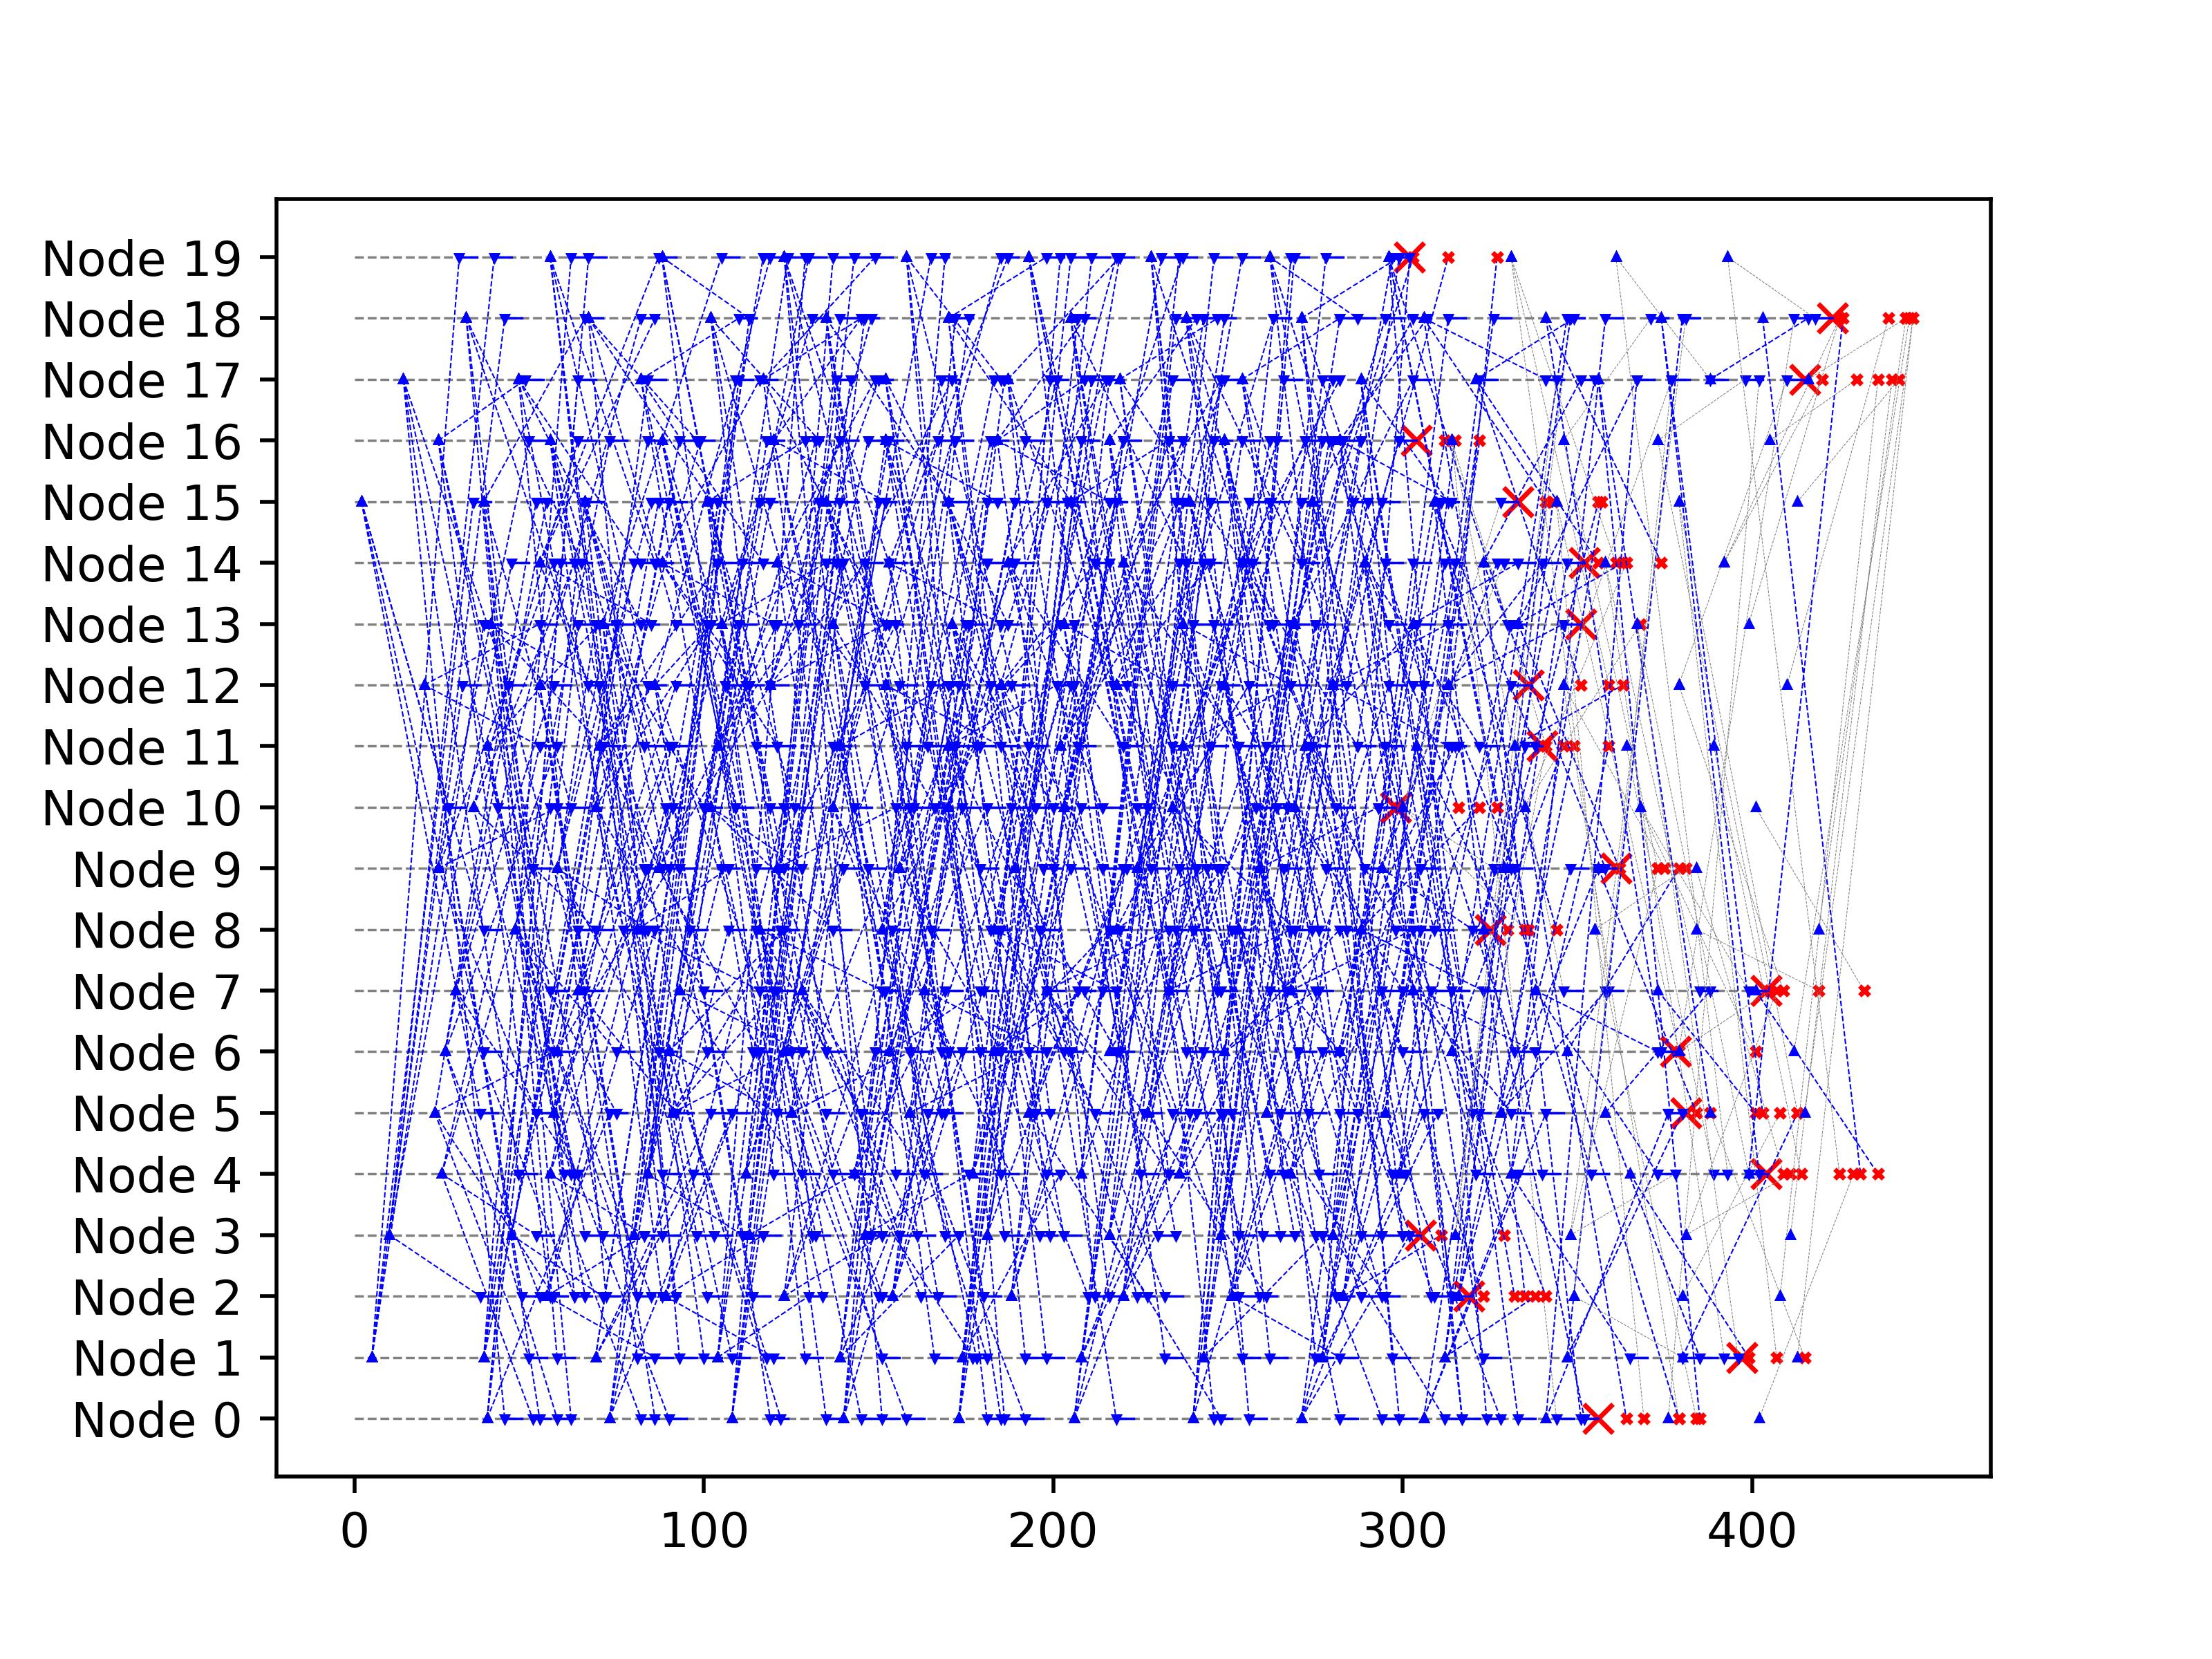 Node 19
Node 18
Node 17
Node 16
Node 15
Node 14
Node 13
Node 12
Node 11
Node 10
Node 9
Node 8
Node 7
Node 6
Node 5
Node 4
Node 3
Node 2
Node 1
Node 0
0 100 200 300 400